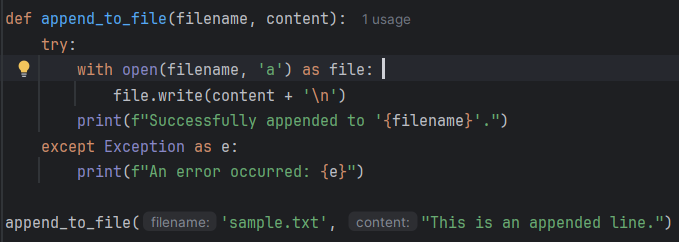 def append_to_file(filename, content): 1 usage
    try:
        with open(filename, 'a') as file:
            file.write(content + '\n')
        print(f"Successfully appended to '{filename}'.")
    except Exception as e:
        print(f"An error occurred: {e}")

append_to_file( filename: 'sample.txt', content: "This is an appended line.")